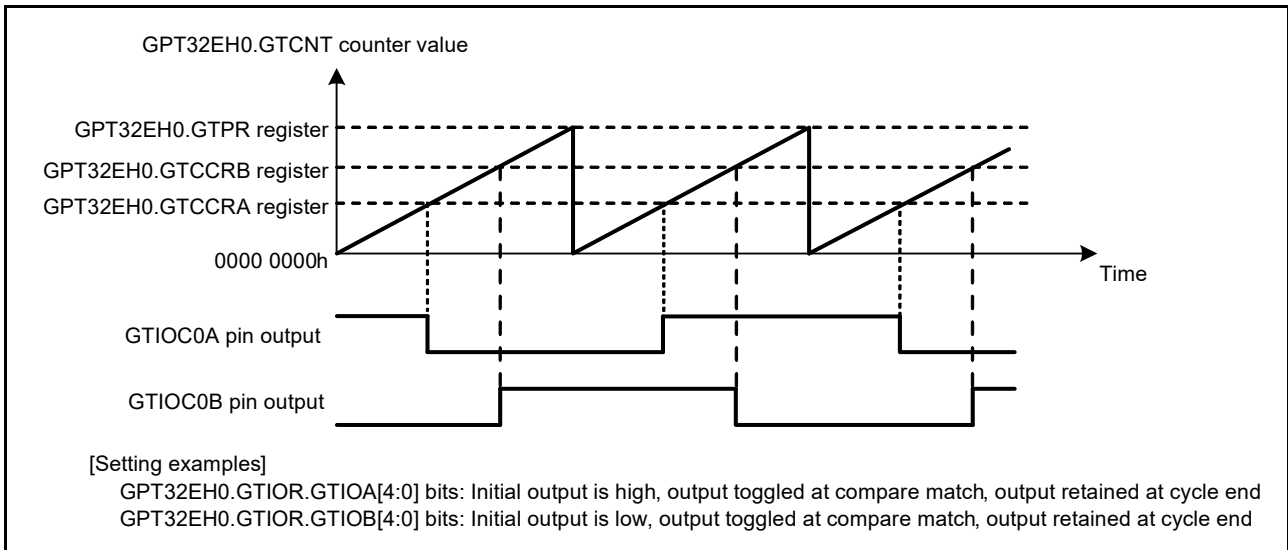 GPT32EH0.GTCNT counter value
GPT32EH0.GTPR register
GPT32EH0.GTCCRB register
GPT32EH0.GTCCRA register
0000 0000h
Time
GTIOC0A pin output
GTIOC0B pin output
[Setting examples]
GPT32EH0.GTIOR.GTIOA[4:0] bits: Initial output is high, output toggled at compare match, output retained at cycle end
GPT32EH0.GTIOR.GTIOB[4:0] bits: Initial output is low, output toggled at compare match, output retained at cycle end